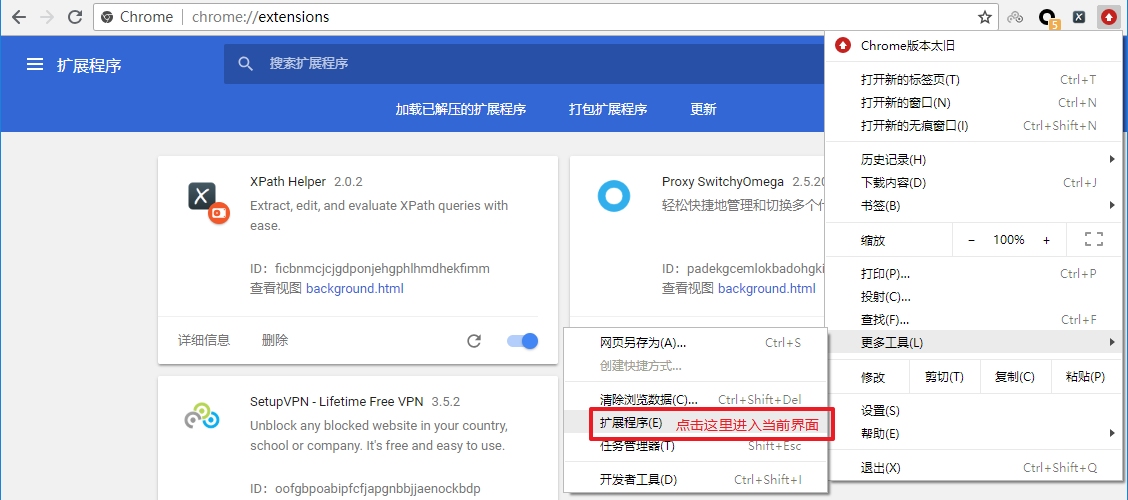 Chrome | chrome://extensions
5
扩展程序
搜索扩展程序
加载已解压的扩展程序 打包扩展程序 更新
XPath Helper 2.0.2
Extract, edit, and evaluate XPath queries with
ease.
ID: ficbnmcjcjgdponjehgphlhmdhekfimm
查看视图 background.html
详细信息 删除
Proxy SwitchyOmega 2.5.20
轻松快捷地管理和切换多个
ID: padekgcemlokbadohgki
查看视图 background.html
SetupVPN - Lifetime Free VPN 3.5.2
Unblock any blocked website in your country,
school or company. It's free and easy to use.
ID: oofgbpoabipfcfjapgnbbjjaenockbdp
Chrome版本太旧
打开新的标签页(T) Ctrl+T
打开新的窗口(N) Ctrl+N
打开新的无痕窗口(I) Ctrl+Shift+N
历史记录(H)
下载内容(D) Ctrl+J
书签(B)
缩放 − 100% +
打印(P)... Ctrl+P
投射(C)...
查找(F)... Ctrl+F
更多工具(L)
修改 剪切(T) 复制(C) 粘贴(P)
设置(S)
帮助(E)
退出(X) Ctrl+Shift+Q
网页另存为(A)... Ctrl+S
创建快捷方式...
清除浏览数据(C)... Ctrl+Shift+Del
扩展程序(E) 点击这里进入当前界面
任务管理器(T) Shift+Esc
开发者工具(D) Ctrl+Shift+I